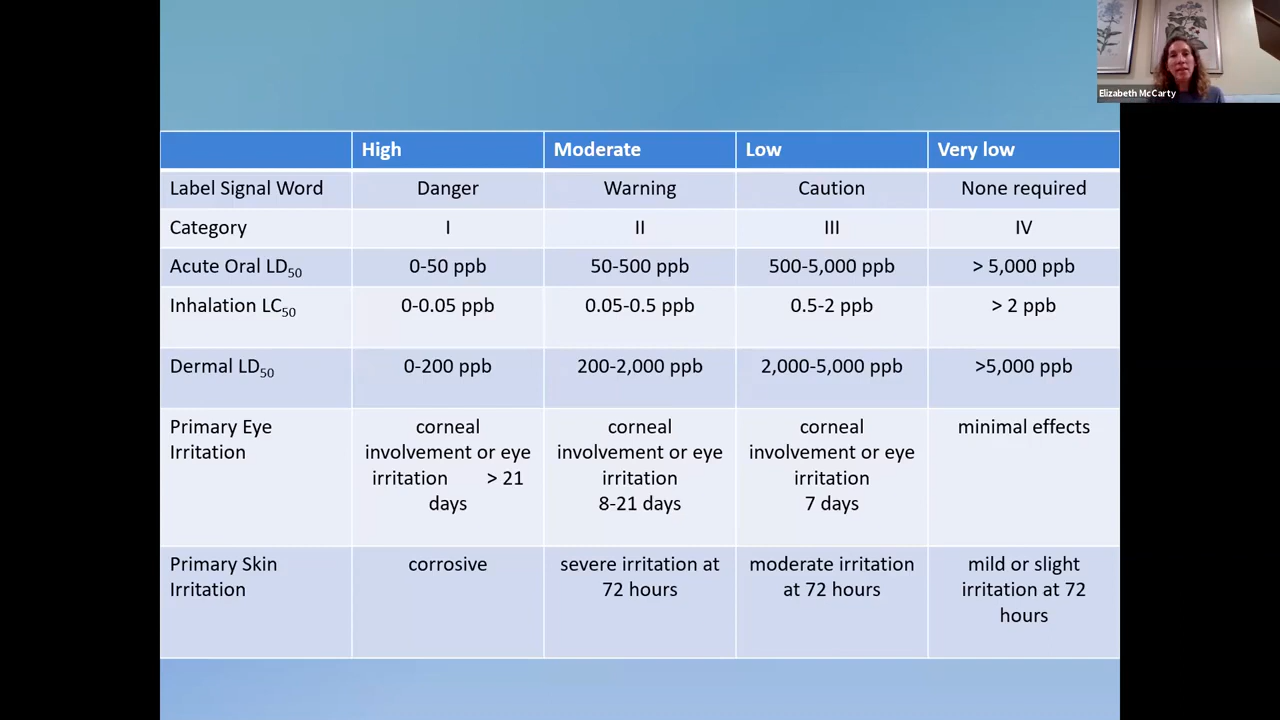 Elizabeth McCarty
High Moderate Low Very low
Label Signal Word Danger Warning Caution None required
Category I II III IV
Acute Oral LD50 0-50 ppb 50-500 ppb 500-5,000 ppb > 5,000 ppb
Inhalation LC50 0-0.05 ppb 0.05-0.5 ppb 0.5-2 ppb > 2 ppb
Dermal LD50 0-200 ppb 200-2,000 ppb 2,000-5,000 ppb >5,000 ppb
Primary Eye corneal corneal corneal minimal effects
Irritation involvement or eye involvement or eye involvement or eye
irritation > 21 irritation irritation
days 8-21 days 7 days
Primary Skin corrosive severe irritation at moderate irritation mild or slight
Irritation 72 hours at 72 hours irritation at 72
hours